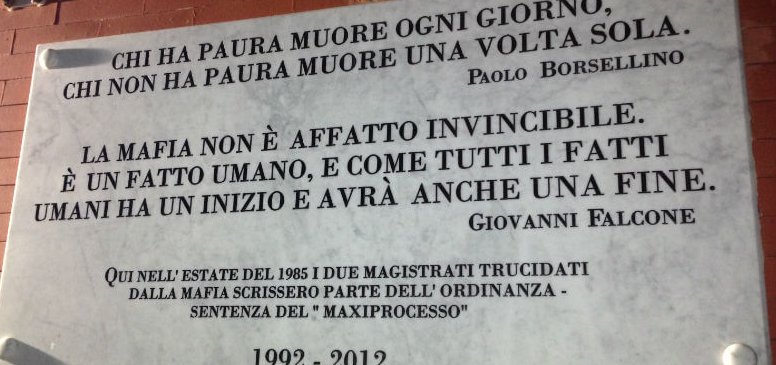 CHI HA PAURA MUORE OGNI GIORNO,
CHI NON HA PAURA MUORE UNA VOLTA SOLA.
PAOLO BORSELLINO
LA MAFIA NON È AFFATTO INVINCIBILE.
È UN FATTO UMANO, E COME TUTTI I FATTI
UMANI HA UN INIZIO E AVRÀ ANCHE UNA FINE.
GIOVANNI FALCONE
QUI NELL'ESTATE DEL 1985 I DUE MAGISTRATI TRUCIDATI
DALLA MAFIA SCRISSERO PARTE DELL'ORDINANZA -
SENTENZA DEL "MAXIPROCESSO"
1992 - 2012